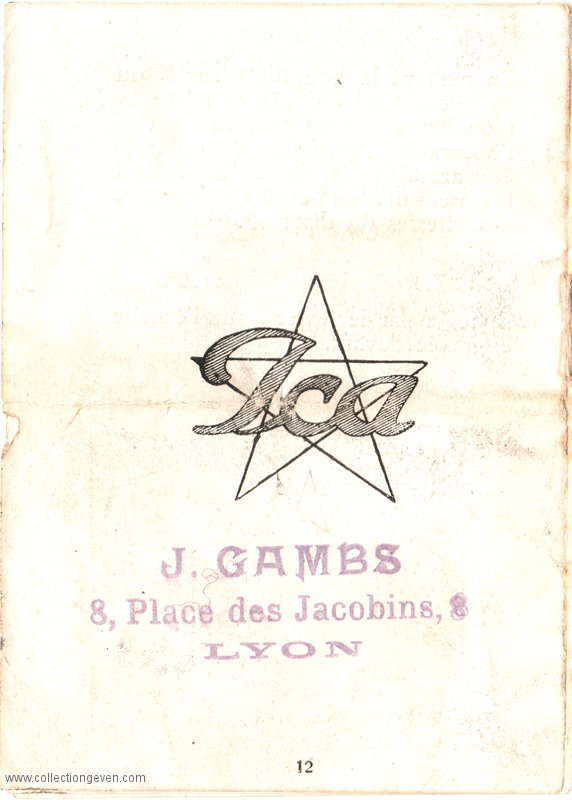 Ica
J. GAMBS
8, Place des Jacobins, 8
LYON
12
www.collectiongeven.com